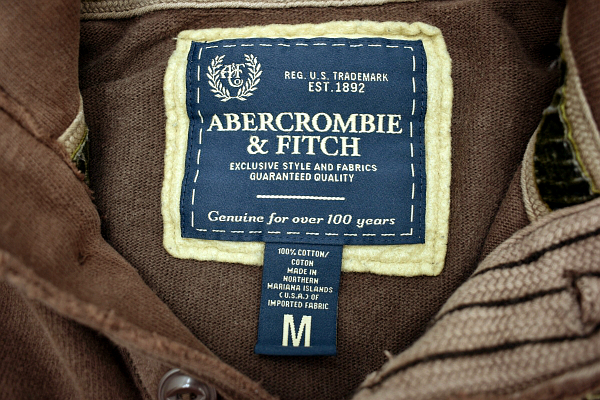 A&F
Co
REG. U.S. TRADEMARK
EST. 1892
ABERCROMBIE
& FITCH
EXCLUSIVE STYLE AND FABRICS
GUARANTEED QUALITY
Genuine for over 100 years
100% COTTON/
COTON
MADE IN
NORTHERN
MARIANA ISLANDS
(U.S.A.) OF
IMPORTED FABRIC
M